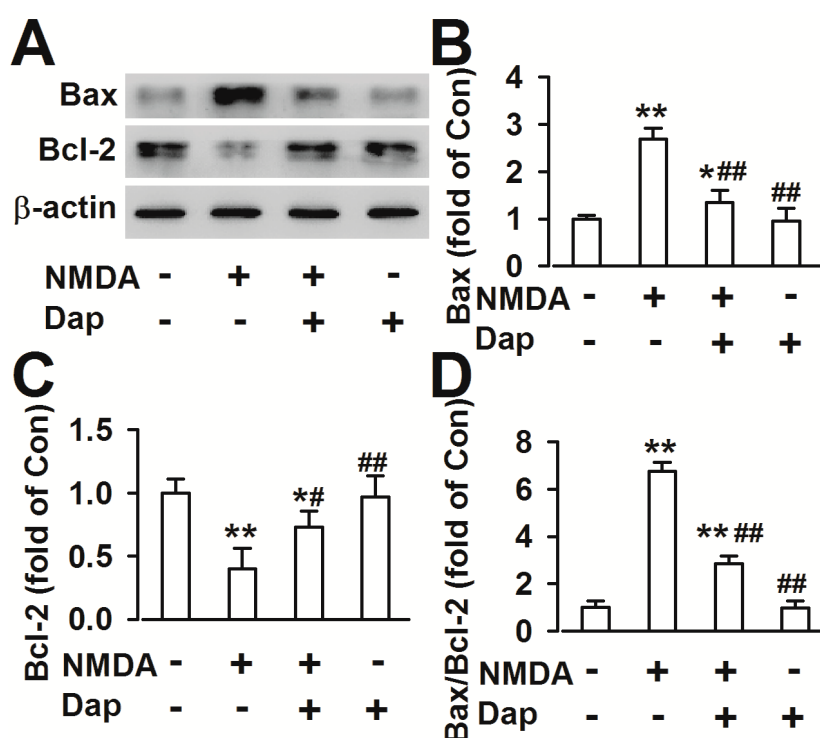 A
Bax
Bcl-2
β-actin
NMDA - + + -
Dap - - + +
B
Bax (fold of Con)
4
3
2
1
0
**
*##
##
NMDA - + + -
Dap - - + +
C
Bcl-2 (fold of Con)
1.5
1.0
0.5
0.0
**
*#
##
NMDA - + + -
Dap - - + +
D
Bax/Bcl-2 (fold of Con)
8
6
4
2
0
**
**##
##
NMDA - + + -
Dap - - + +